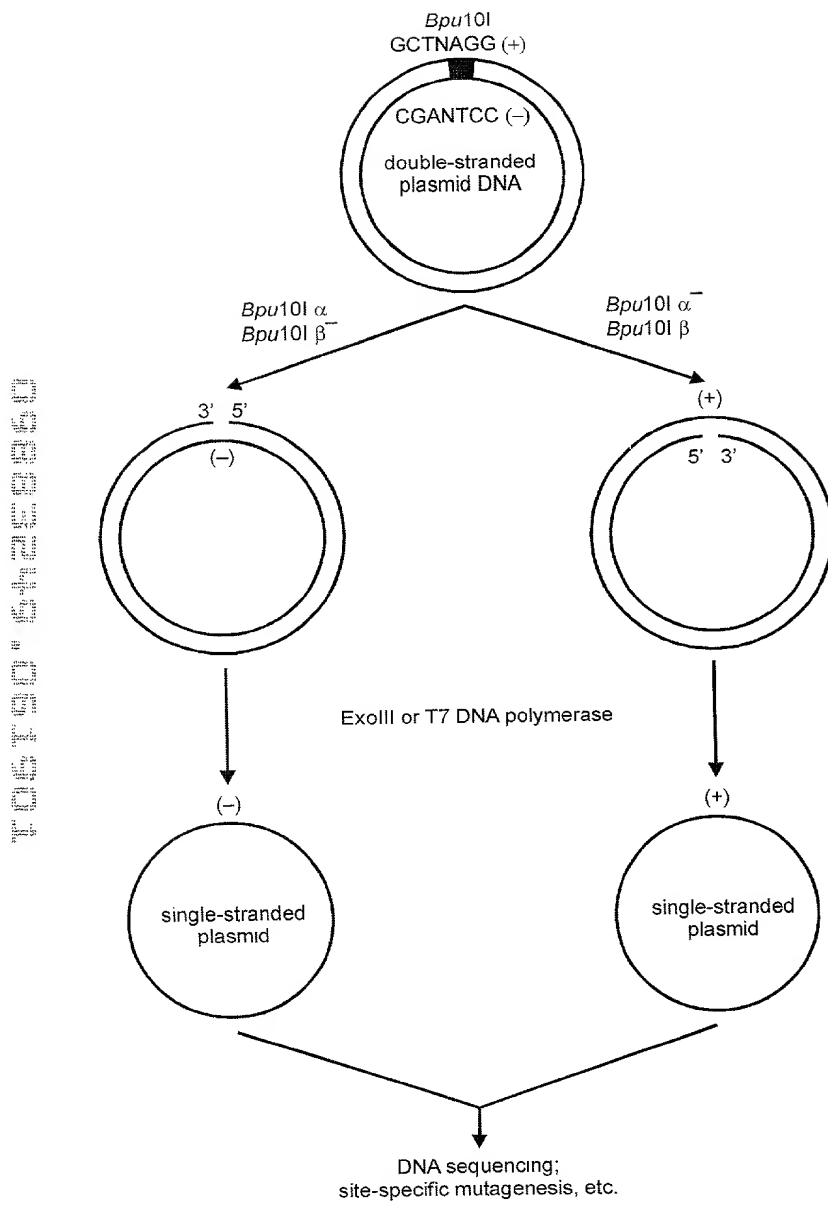 Bpu10I
GCTNAGG (+)
CGANTCC (−)
double-stranded
plasmid DNA
Bpu10I α
Bpu10I β⁻
Bpu10I α⁻
Bpu10I β
3' 5'
(−)
(+)
5' 3'
ExoIII or T7 DNA polymerase
(−)
single-stranded
plasmid
(+)
single-stranded
plasmid
DNA sequencing;
site-specific mutagenesis, etc.